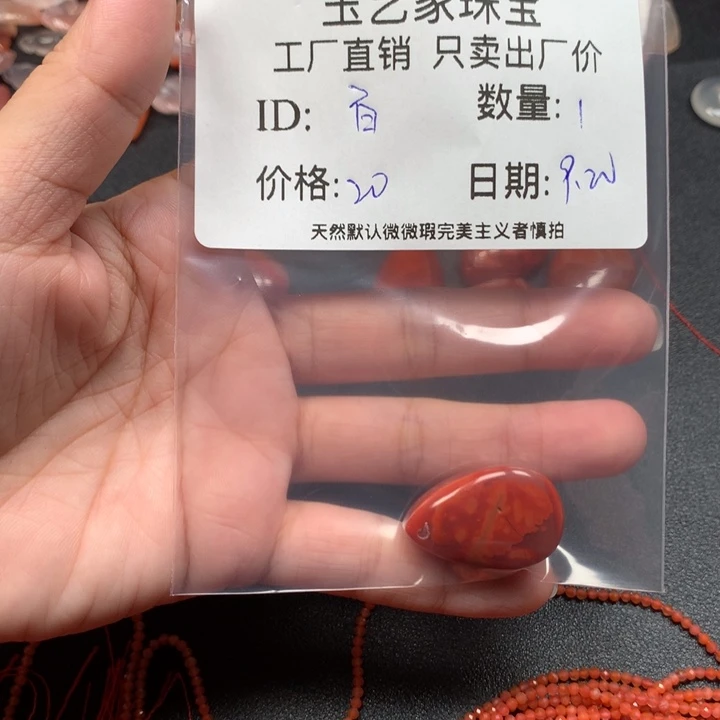 玉艺家珠宝
工厂直销 只卖出厂价
ID: 百 数量: 1
价格: 20 日期: 9.20
天然默认微微瑕完美主义者慎拍